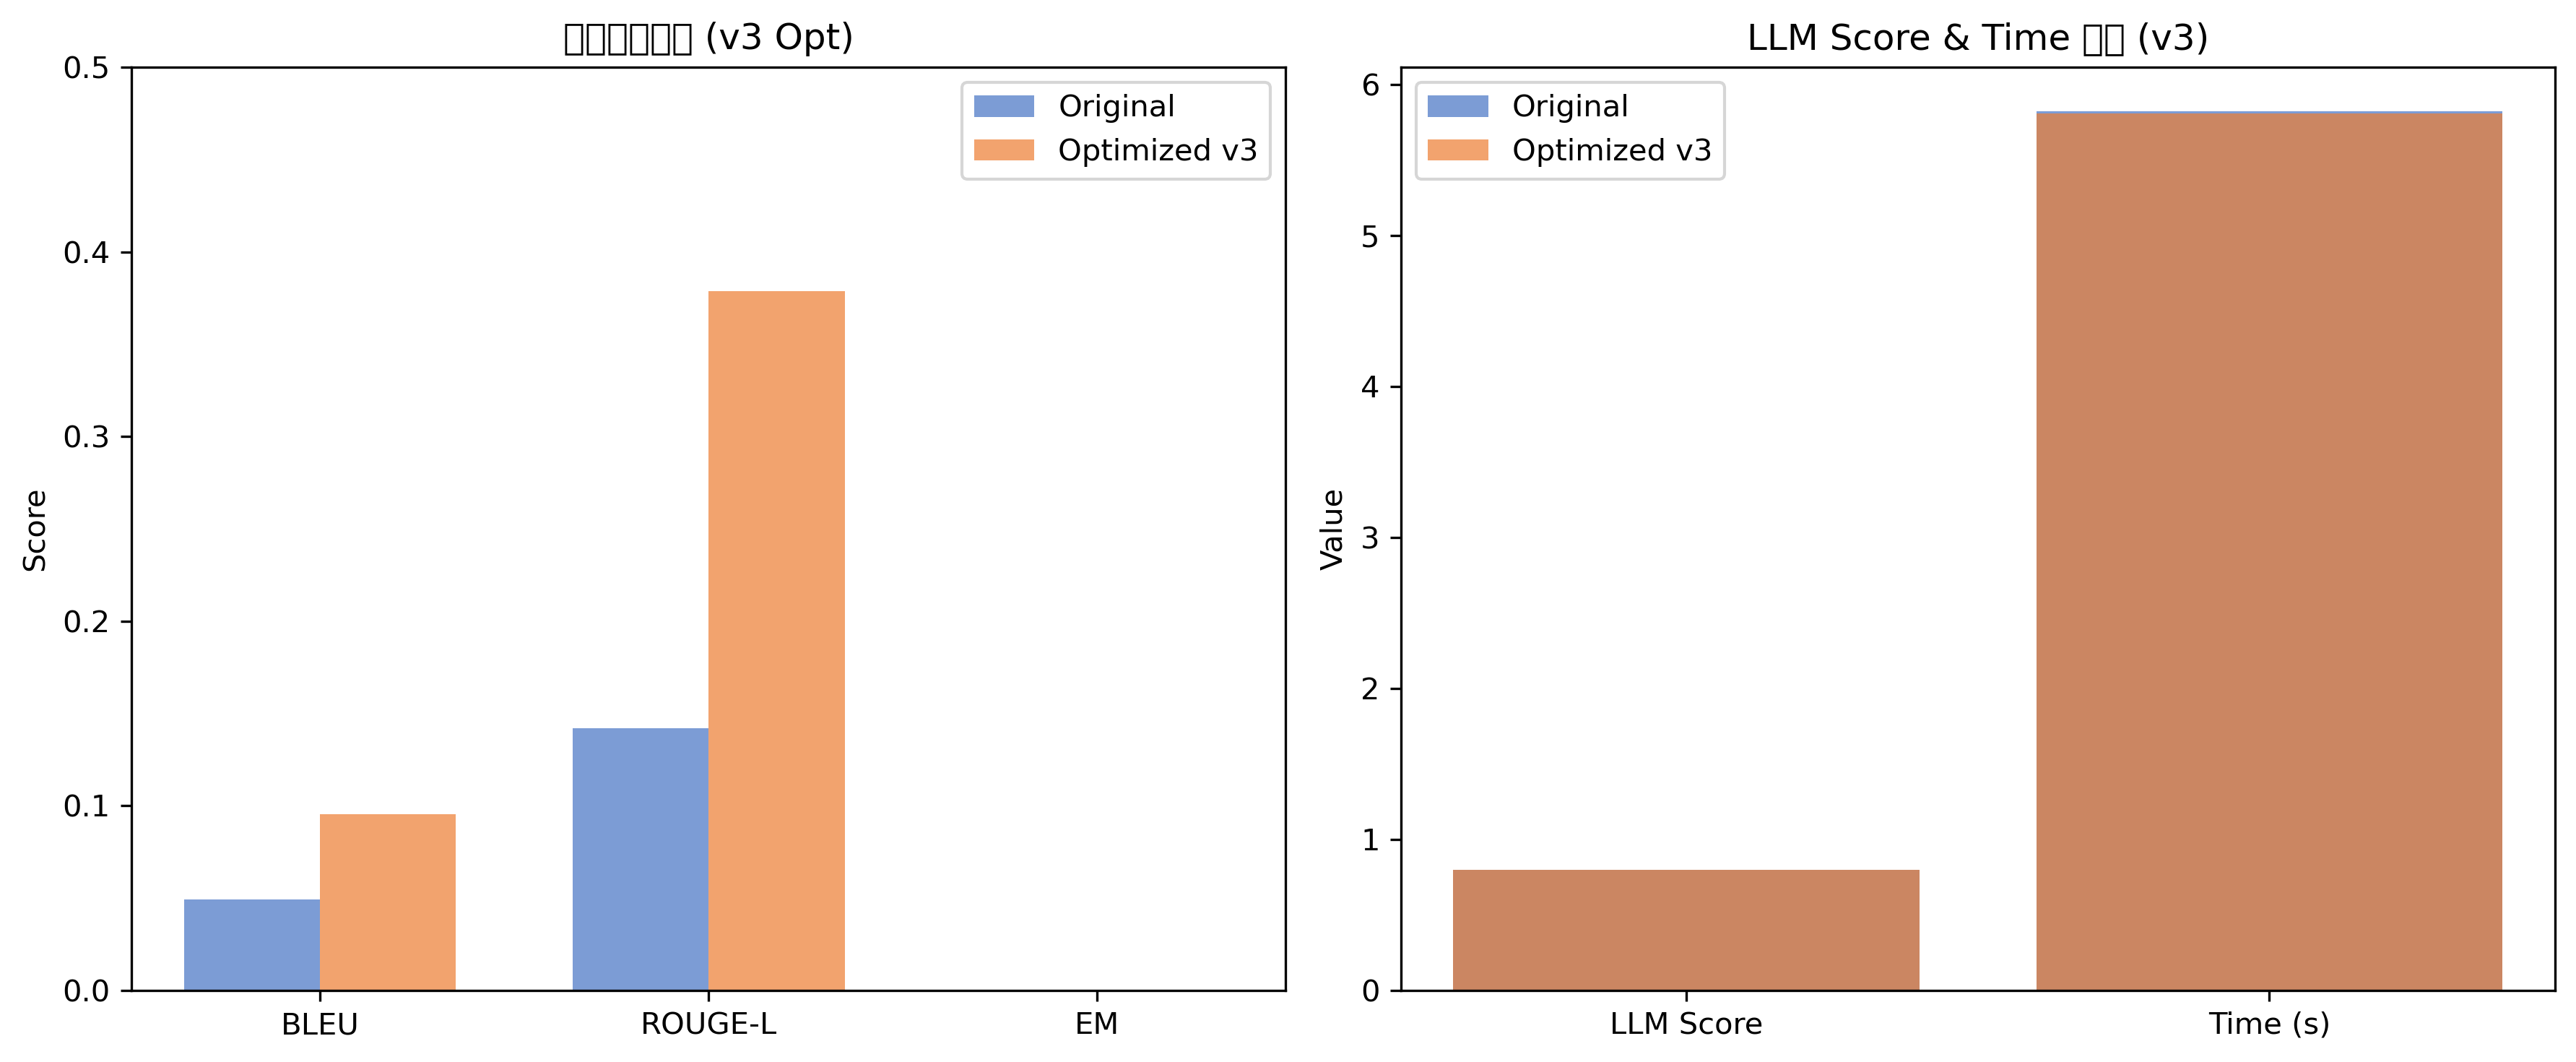 (v3 Opt)
0.5
0.4
0.3
0.2
0.1
0.0
Score
Original
Optimized v3
BLEU
ROUGE-L
EM
LLM Score & Time (v3)
6
5
4
3
2
1
0
Value
Original
Optimized v3
LLM Score
Time (s)